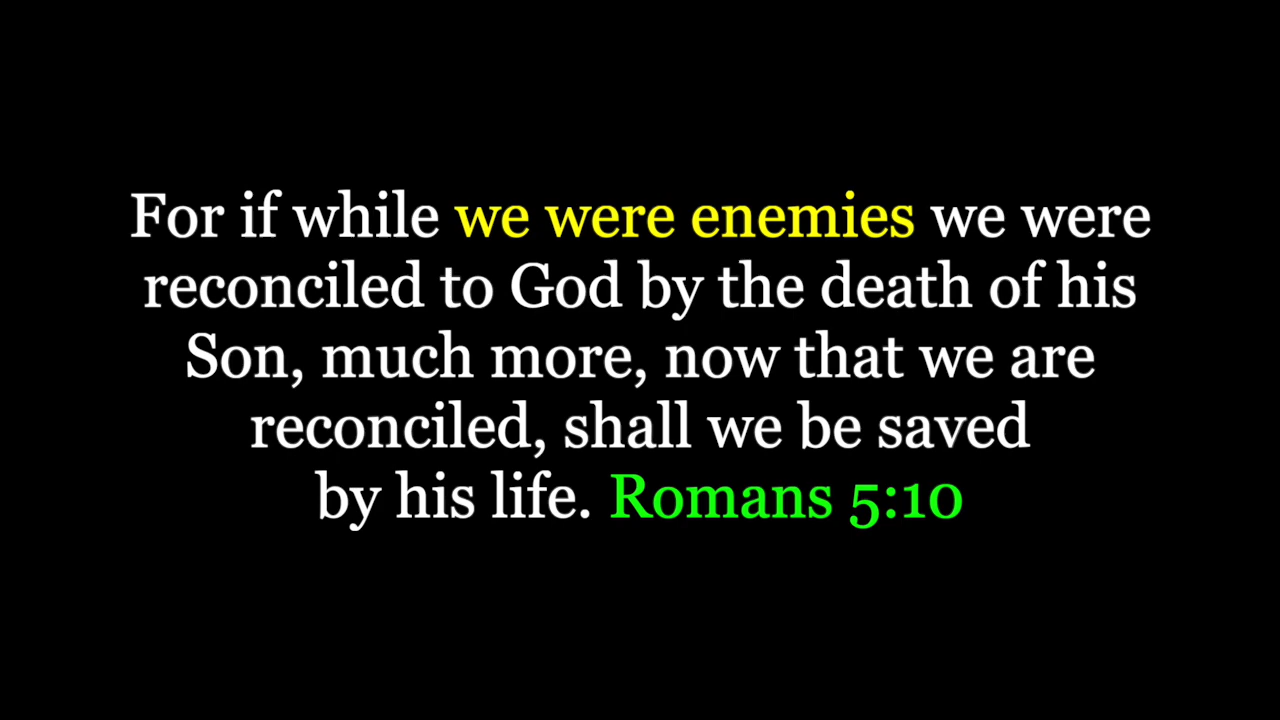 For if while we were enemies we were
reconciled to God by the death of his
Son, much more, now that we are
reconciled, shall we be saved
by his life. Romans 5:10